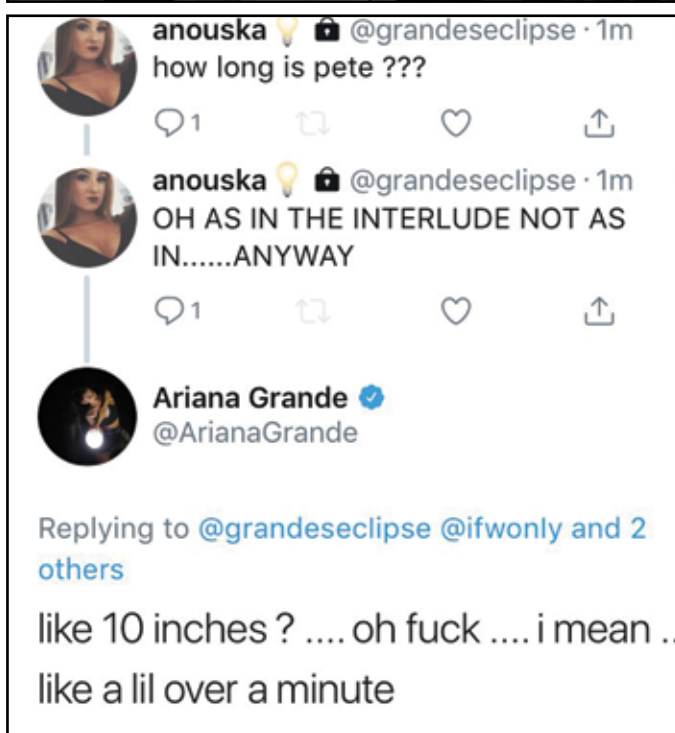 anouska 💡 🔒 @grandeseclipse · 1m
how long is pete ???
1
anouska 💡 🔒 @grandeseclipse · 1m
OH AS IN THE INTERLUDE NOT AS
IN......ANYWAY
1
Ariana Grande
@ArianaGrande
Replying to @grandeseclipse @ifwonly and 2
others
like 10 inches ? .... oh fuck .... i mean ..
like a lil over a minute